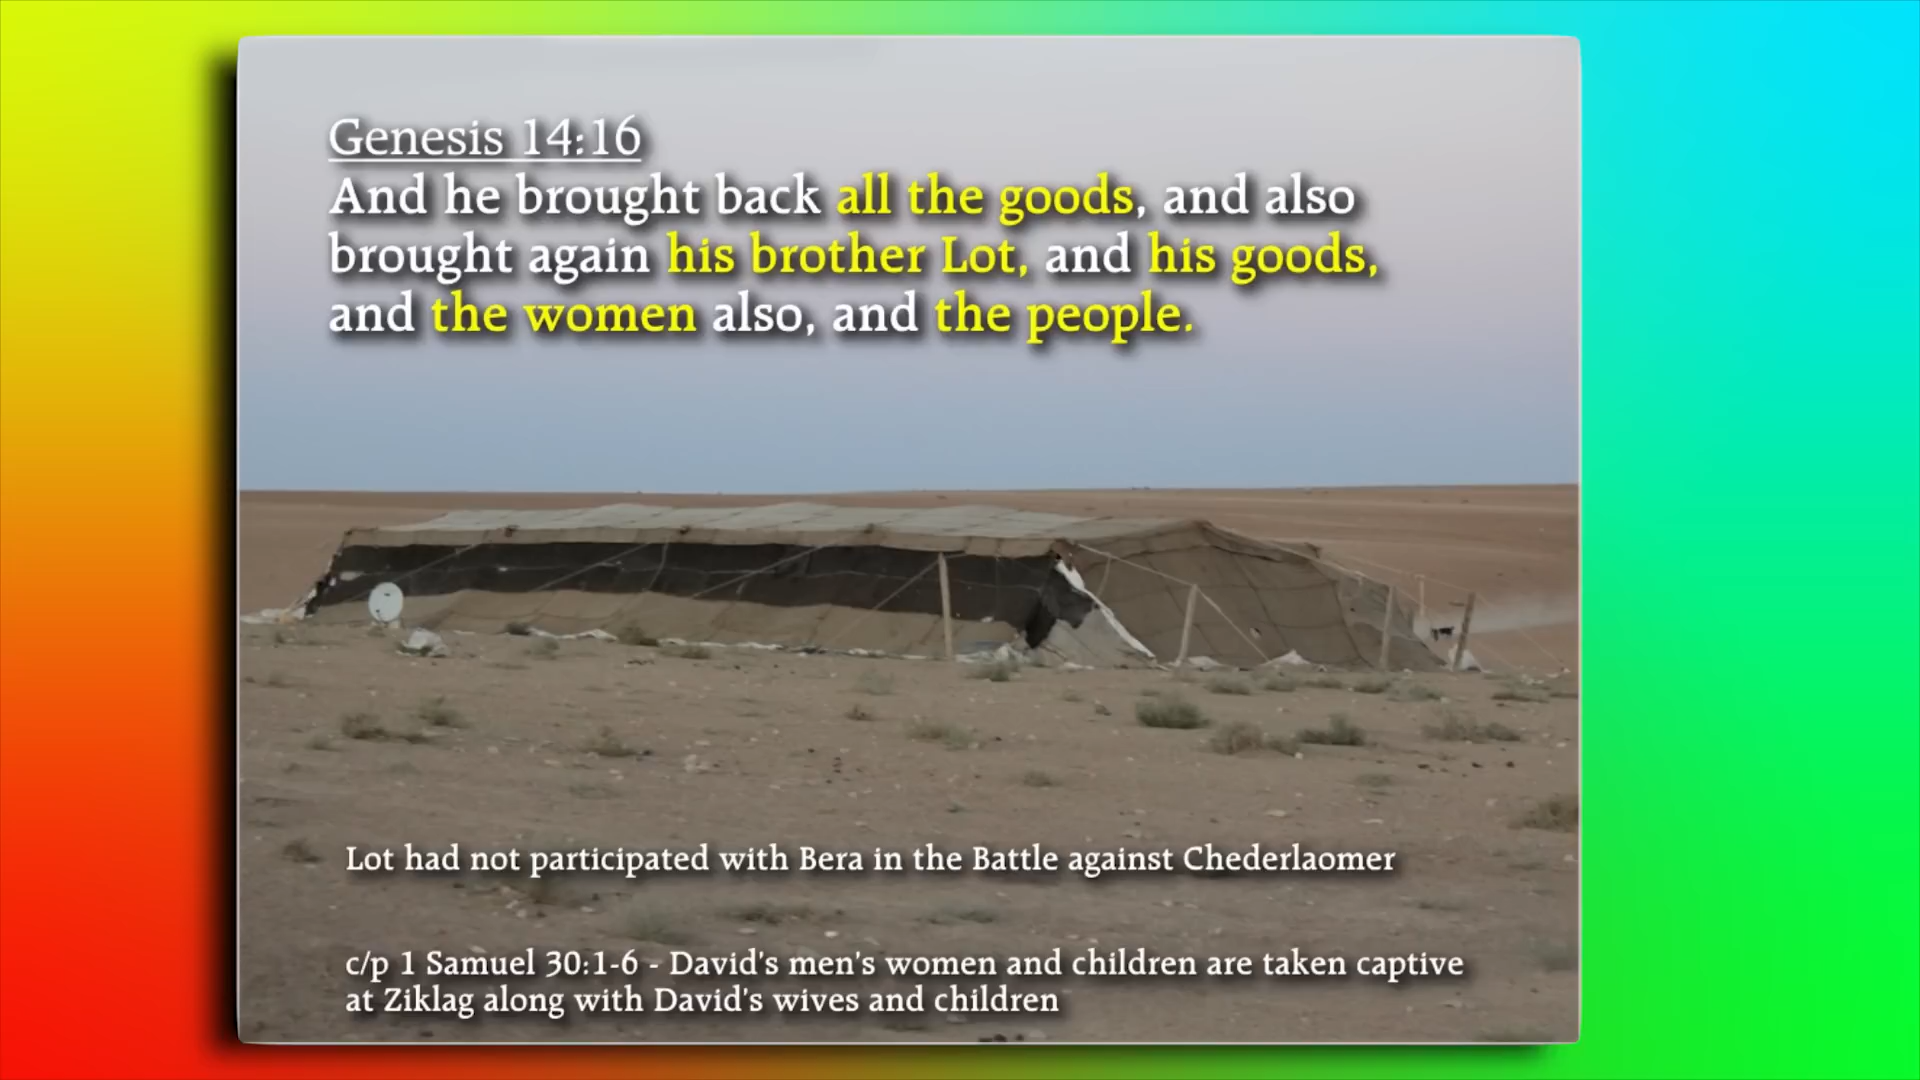 Genesis 14:16
And he brought back all the goods, and also
brought again his brother Lot, and his goods,
and the women also, and the people.
Lot had not participated with Bera in the Battle against Chederlaomer
c/p 1 Samuel 30:1-6 - David's men's women and children are taken captive
at Ziklag along with David's wives and children